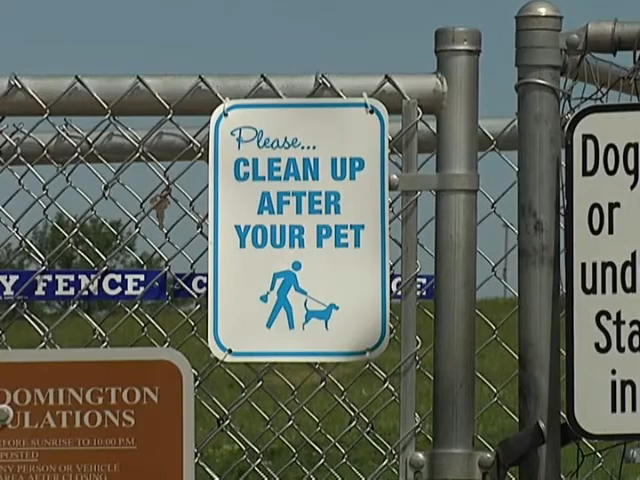 Please...
CLEAN UP
AFTER
YOUR PET
Y FENCE
DOMINGTON
ULATIONS
FORE SUNRISE TO 10:00 P.M.
POSTED
NY PERSON OR VEHICLE
AREA AFTER CLOSING
Dog
or
und
Sta
in